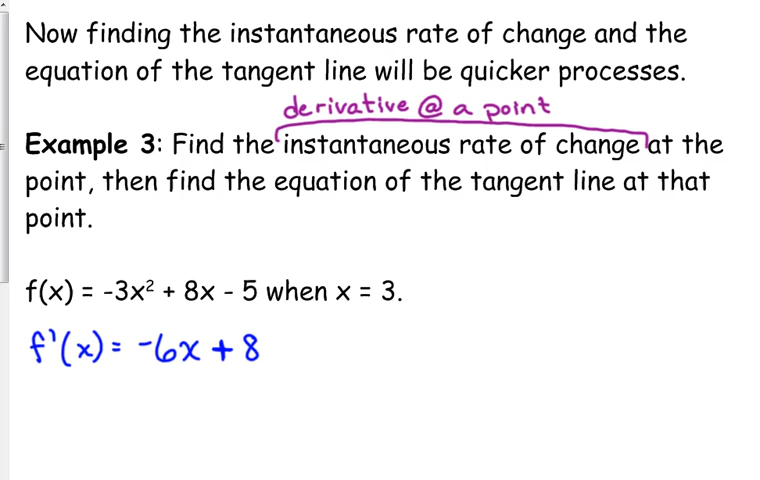 Now finding the instantaneous rate of change and the
equation of the tangent line will be quicker processes.
derivative @ a point
Example 3: Find the instantaneous rate of change at the
point, then find the equation of the tangent line at that
point.
f(x) = -3x² + 8x - 5 when x = 3.
f'(x) = -6x + 8